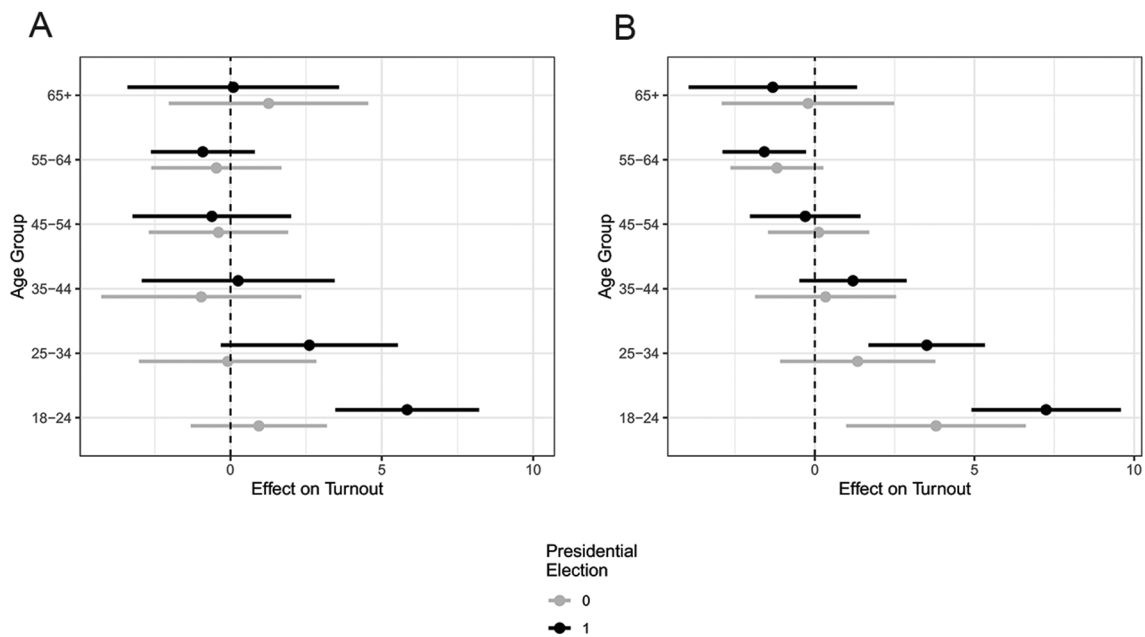 A
Age Group
65+
55−64
45−54
35−44
25−34
18−24
0
5
10
Effect on Turnout
B
Age Group
65+
55−64
45−54
35−44
25−34
18−24
0
5
10
Effect on Turnout
Presidential
Election
0
1